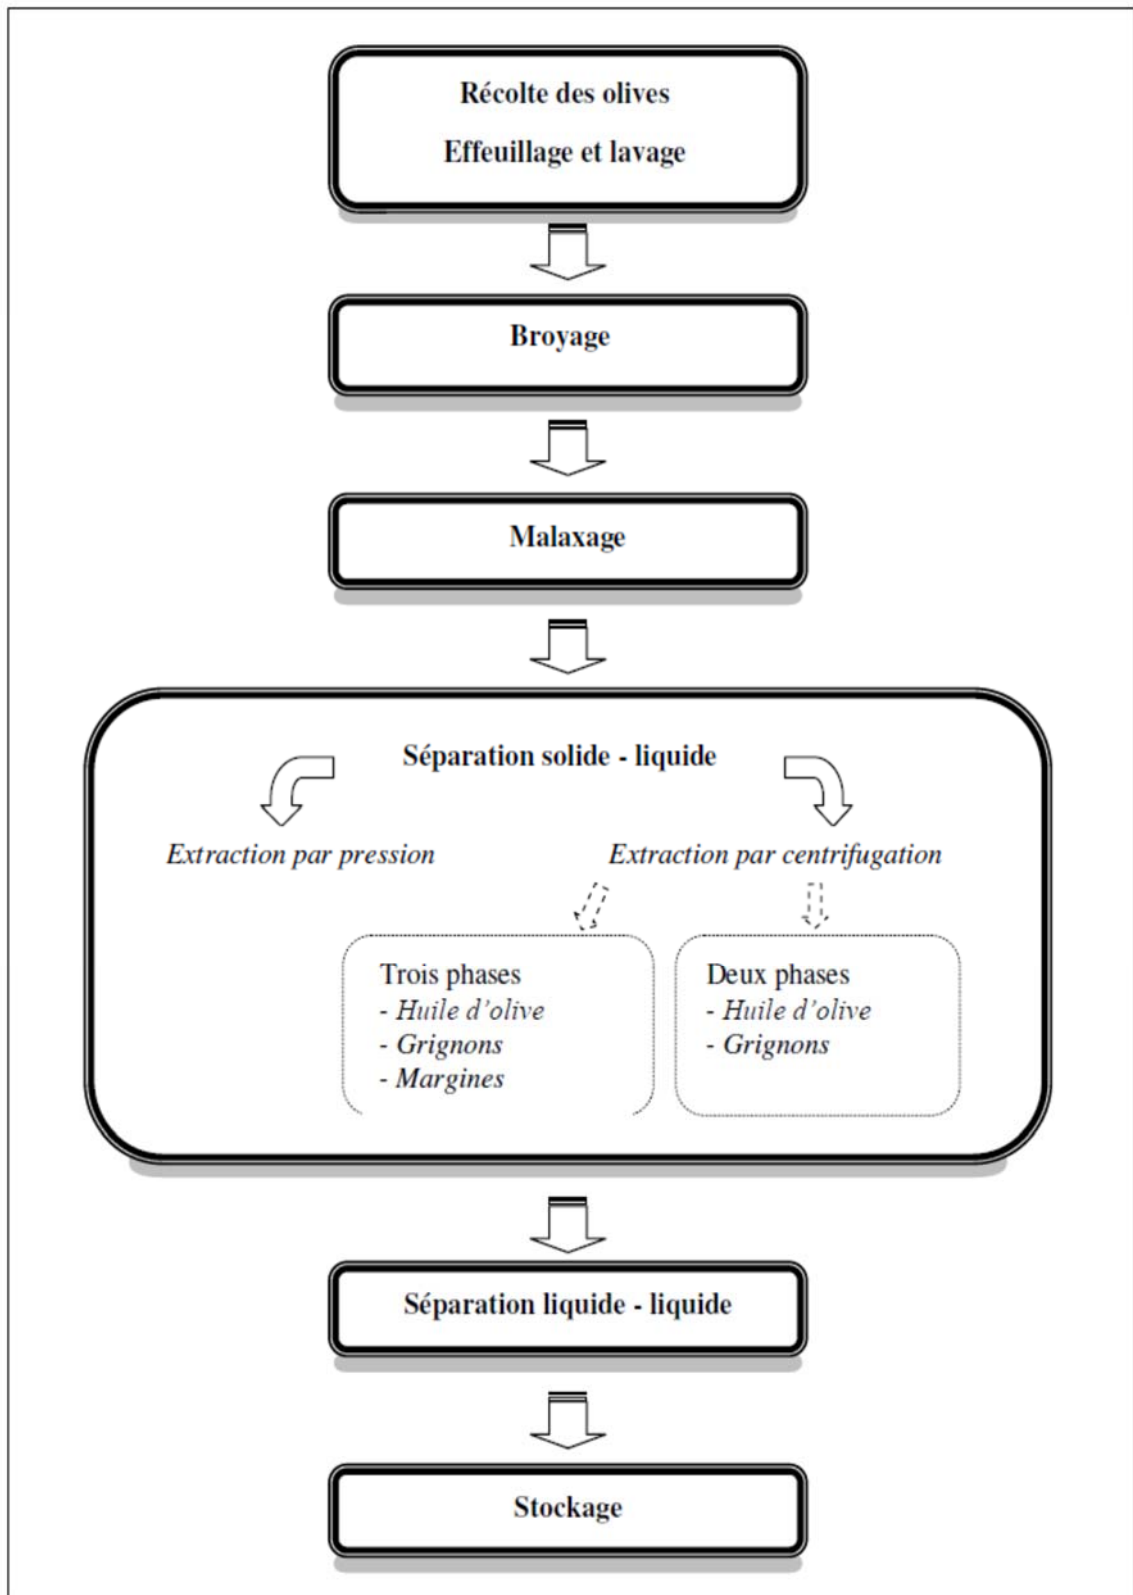 Récolte des olives
Effeuillage et lavage
Broyage
Malaxage
Séparation solide - liquide
Extraction par pression
Extraction par centrifugation
Trois phases
- Huile d’olive
- Grignons
- Margines
Deux phases
- Huile d’olive
- Grignons
Séparation liquide - liquide
Stockage